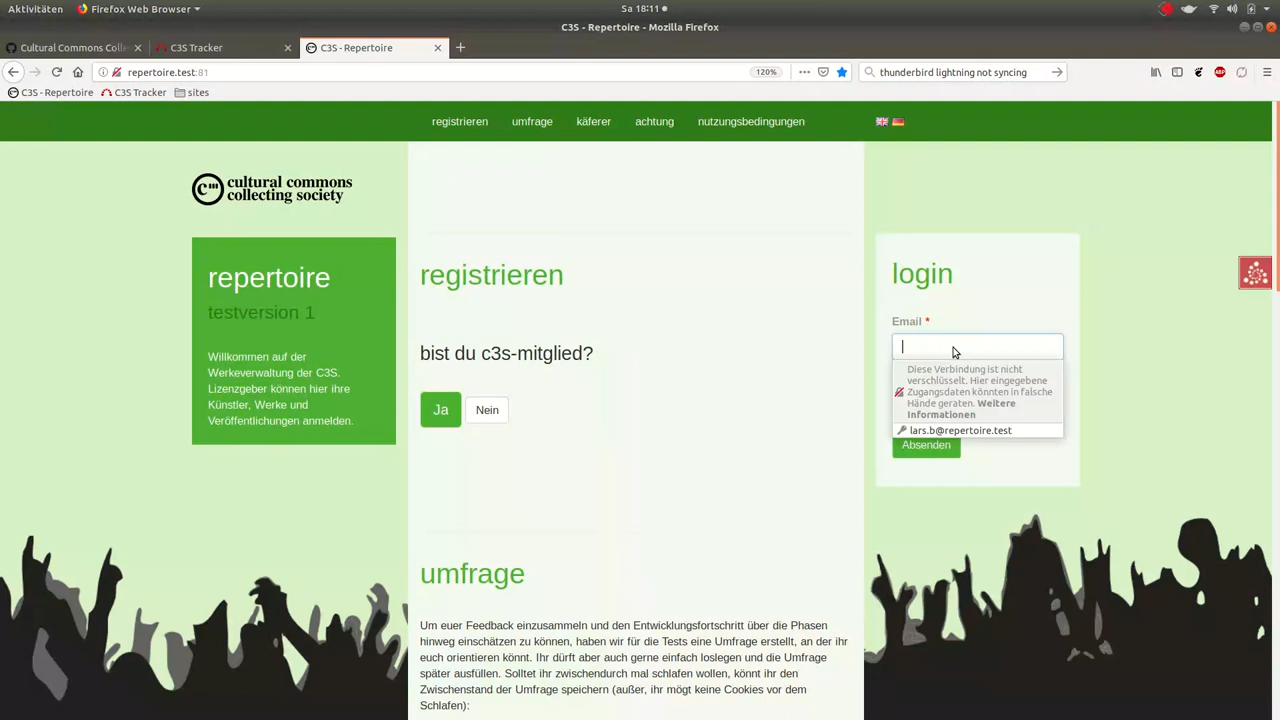 Aktivitäten
Firefox Web Browser
Sa 18:11
C3S - Repertoire - Mozilla Firefox
Cultural Commons Colle
C3S Tracker
C3S - Repertoire
repertoire.test:81
120%
thunderbird lightning not syncing
C3S - Repertoire
C3S Tracker
sites
registrieren
umfrage
käferer
achtung
nutzungsbedingungen
cultural commons
collecting society
repertoire
testversion 1
Willkommen auf der
Werkeverwaltung der C3S.
Lizenzgeber können hier ihre
Künstler, Werke und
Veröffentlichungen anmelden.
registrieren
bist du c3s-mitglied?
Ja
Nein
umfrage
Um euer Feedback einzusammeln und den Entwicklungsfortschritt über die Phasen
hinweg einschätzen zu können, haben wir für die Tests eine Umfrage erstellt, an der ihr
euch orientieren könnt. Ihr dürft aber auch gerne einfach loslegen und die Umfrage
später ausfüllen. Solltet ihr zwischendurch mal schlafen wollen, könnt ihr den
Zwischenstand der Umfrage speichern (außer, ihr mögt keine Cookies vor dem
Schlafen):
login
Email *
Diese Verbindung ist nicht
verschlüsselt. Hier eingegebene
Zugangsdaten könnten in falsche
Hände geraten. Weitere
Informationen
lars.b@repertoire.test
Absenden